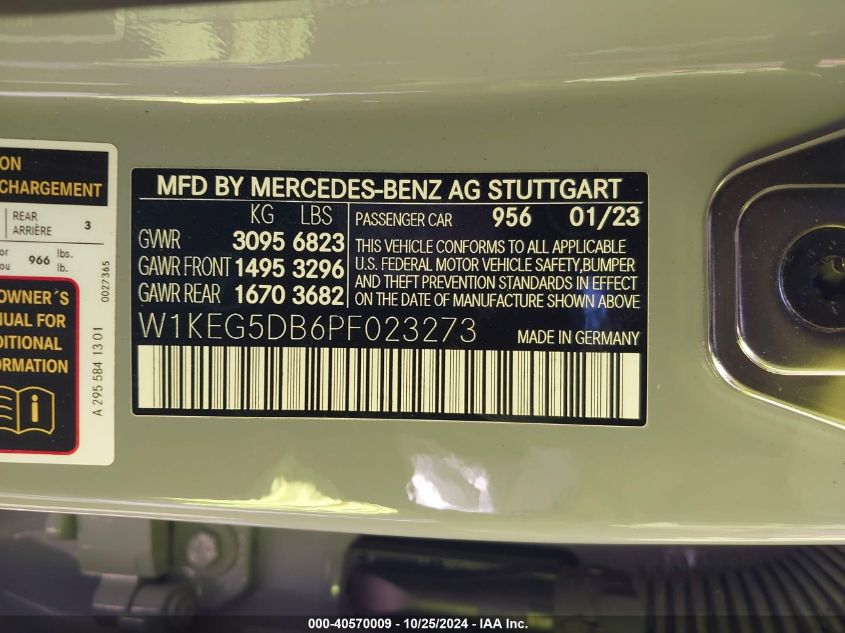 ON
CHARGEMENT
REAR
ARRIÈRE 3
or lbs.
ou 966 lb.
OWNER´S
NUAL FOR
DITIONAL
ORMATION
i
A 295 584 13 01
0027365
MFD BY MERCEDES-BENZ AG STUTTGART
KG LBS
GVWR 3095 6823
GAWR FRONT 1495 3296
GAWR REAR 1670 3682
PASSENGER CAR 956 01/23
THIS VEHICLE CONFORMS TO ALL APPLICABLE
U.S. FEDERAL MOTOR VEHICLE SAFETY,BUMPER
AND THEFT PREVENTION STANDARDS IN EFFECT
ON THE DATE OF MANUFACTURE SHOWN ABOVE
W1KEG5DB6PF023273
MADE IN GERMANY
000-40570009 - 10/25/2024 - IAA Inc.